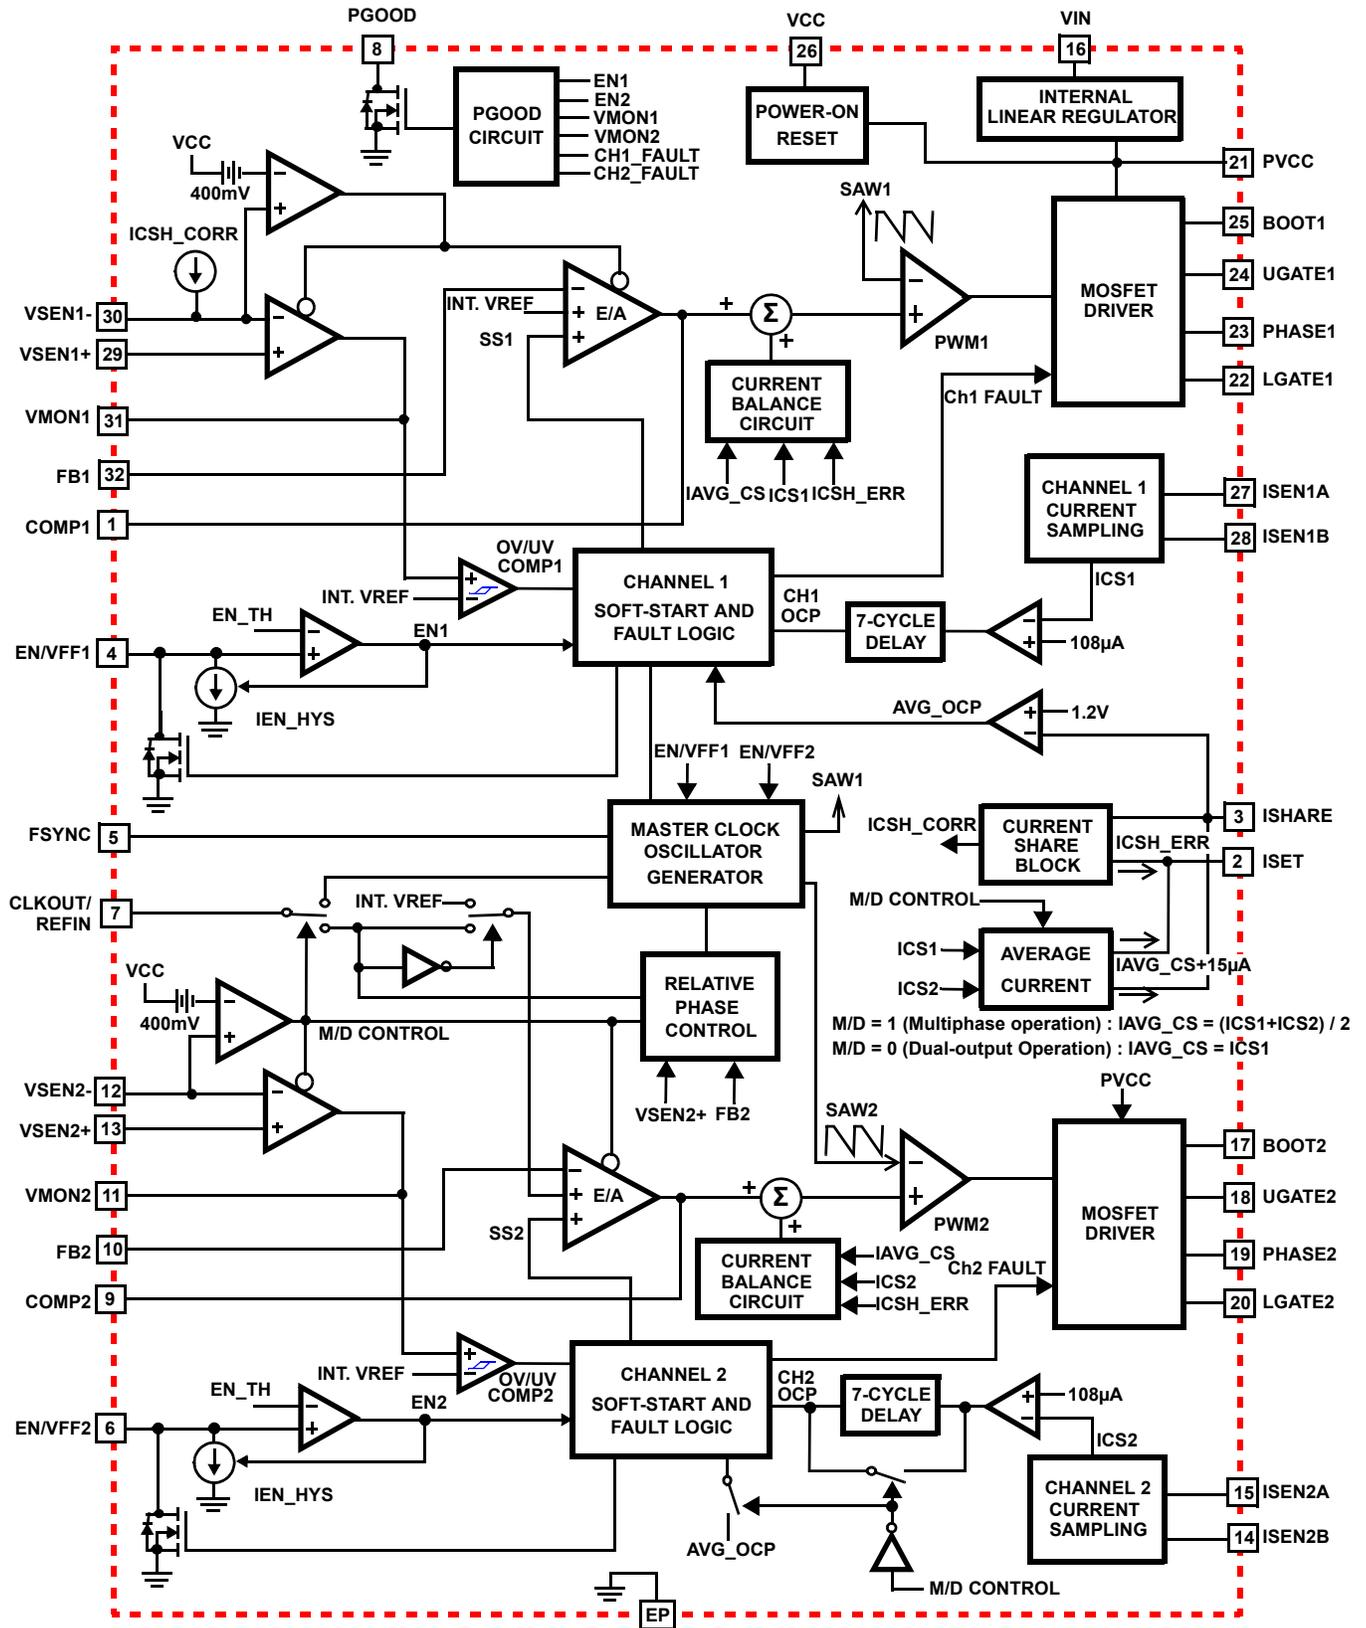 PGOOD
8
VCC
26
VIN
16
PGOOD
CIRCUIT
EN1
EN2
VMON1
VMON2
CH1_FAULT
CH2_FAULT
POWER-ON
RESET
INTERNAL
LINEAR REGULATOR
21 PVCC
VCC
400mV
−
+
ICSH_CORR
SAW1
MOSFET
DRIVER
25 BOOT1
24 UGATE1
23 PHASE1
22 LGATE1
VSEN1- 30
VSEN1+ 29
−
+
INT. VREF
SS1
−
+
+
E/A
+
Σ
+
−
+
PWM1
CURRENT
BALANCE
CIRCUIT
IAVG_CS
ICS1
ICSH_ERR
Ch1 FAULT
VMON1 31
FB1 32
COMP1 1
CHANNEL 1
CURRENT
SAMPLING
27 ISEN1A
28 ISEN1B
ICS1
OV/UV
COMP1
INT. VREF
+
−
CHANNEL 1
SOFT-START AND
FAULT LOGIC
CH1
OCP
7-CYCLE
DELAY
−
+
108µA
EN_TH
−
+
EN1
EN/VFF1 4
IEN_HYS
AVG_OCP
+
−
1.2V
EN/VFF1
EN/VFF2
SAW1
FSYNC 5
MASTER CLOCK
OSCILLATOR
GENERATOR
ICSH_CORR
CURRENT
SHARE
BLOCK
ICSH_ERR
3 ISHARE
2 ISET
CLKOUT/
REFIN
7
INT. VREF
M/D CONTROL
ICS1
ICS2
AVERAGE
CURRENT
IAVG_CS+15µA
VCC
400mV
−
+
M/D CONTROL
RELATIVE
PHASE
CONTROL
VSEN2+
FB2
M/D = 1 (Multiphase operation) : IAVG_CS = (ICS1+ICS2) / 2
M/D = 0 (Dual-output Operation) : IAVG_CS = ICS1
VSEN2- 12
VSEN2+ 13
−
+
PVCC
SAW2
MOSFET
DRIVER
17 BOOT2
18 UGATE2
19 PHASE2
20 LGATE2
VMON2 11
FB2 10
COMP2 9
SS2
−
+
+
E/A
+
Σ
+
−
+
PWM2
CURRENT
BALANCE
CIRCUIT
IAVG_CS
ICS2
ICSH_ERR
Ch2 FAULT
INT. VREF
+
−
OV/UV
COMP2
CHANNEL 2
SOFT-START AND
FAULT LOGIC
CH2
OCP
7-CYCLE
DELAY
+
−
108µA
ICS2
EN_TH
−
+
EN2
EN/VFF2 6
IEN_HYS
CHANNEL 2
CURRENT
SAMPLING
15 ISEN2A
14 ISEN2B
AVG_OCP
M/D CONTROL
EP